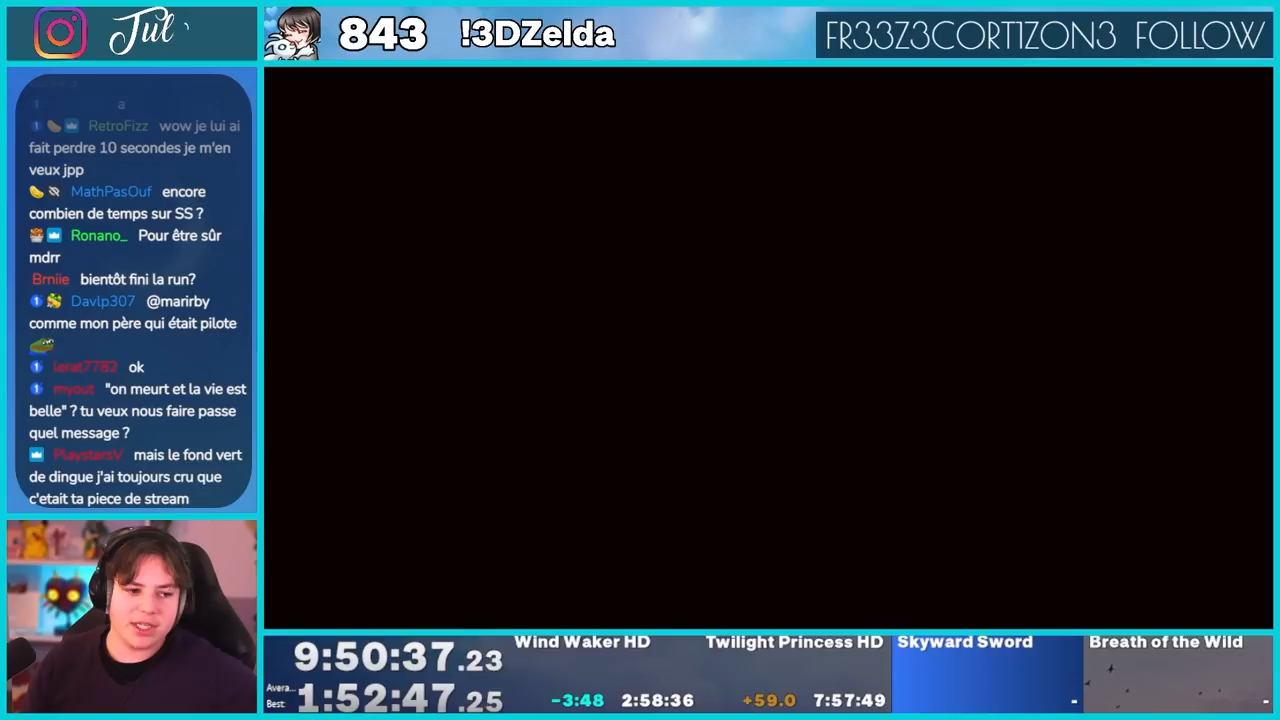 Jul
843 !3DZelda
FR33Z3CORTIZON3 FOLLOW
a
RetroFizz wow je lui ai
fait perdre 10 secondes je m'en
veux jpp
MathPasOuf encore
combien de temps sur SS ?
Ronano_ Pour être sûr
mdrr
Brniie bientôt fini la run?
Davlp307 @marirby
comme mon père qui était pilote
lerat7782 ok
myout "on meurt et la vie est
belle" ? tu veux nous faire passe
quel message ?
PlaystarsV mais le fond vert
de dingue j'ai toujours cru que
c'etait ta piece de stream
9:50:37.23
Avera...
Best:
1:52:47.25
Wind Waker HD
-3:48 2:58:36
Twilight Princess HD
+59.0 7:57:49
Skyward Sword
-
Breath of the Wild
-